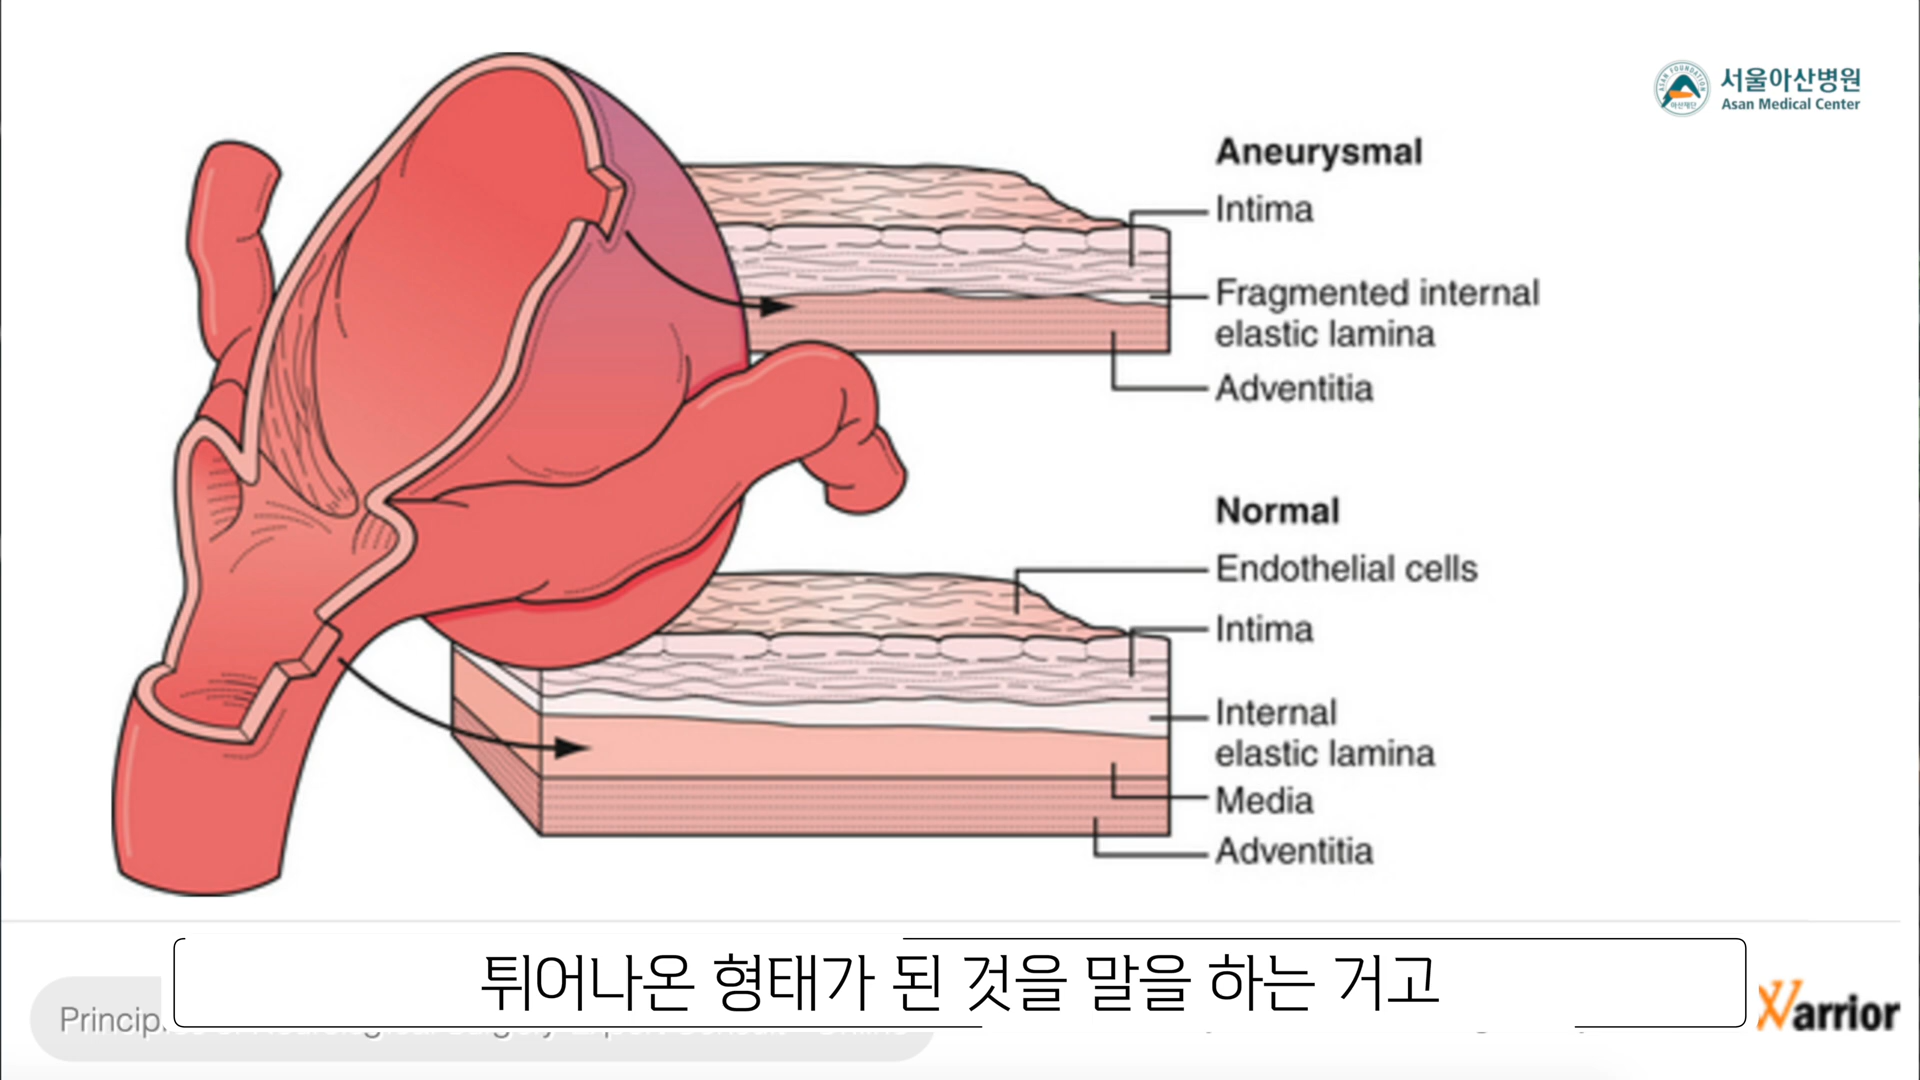 서울아산병원
Asan Medical Center
Aneurysmal
Intima
Fragmented internal
elastic lamina
Adventitia
Normal
Endothelial cells
Intima
Internal
elastic lamina
Media
Adventitia
튀어나온 형태가 된 것을 말을 하는 거고
Warrior